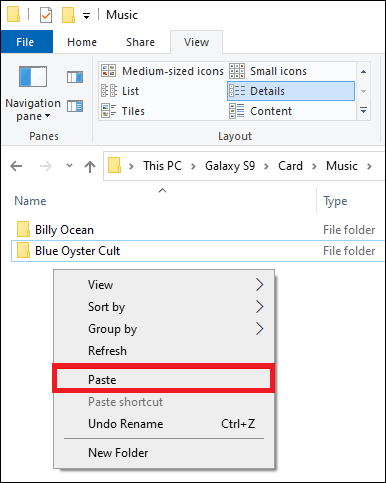 Music
File Home Share View
Navigation pane
Medium-sized icons Small icons
List Details
Tiles Content
Panes Layout
This PC Galaxy S9 Card Music
Name Type
Billy Ocean File folder
Blue Oyster Cult File folder
View
Sort by
Group by
Refresh
Paste
Paste shortcut
Undo Rename Ctrl+Z
New Folder